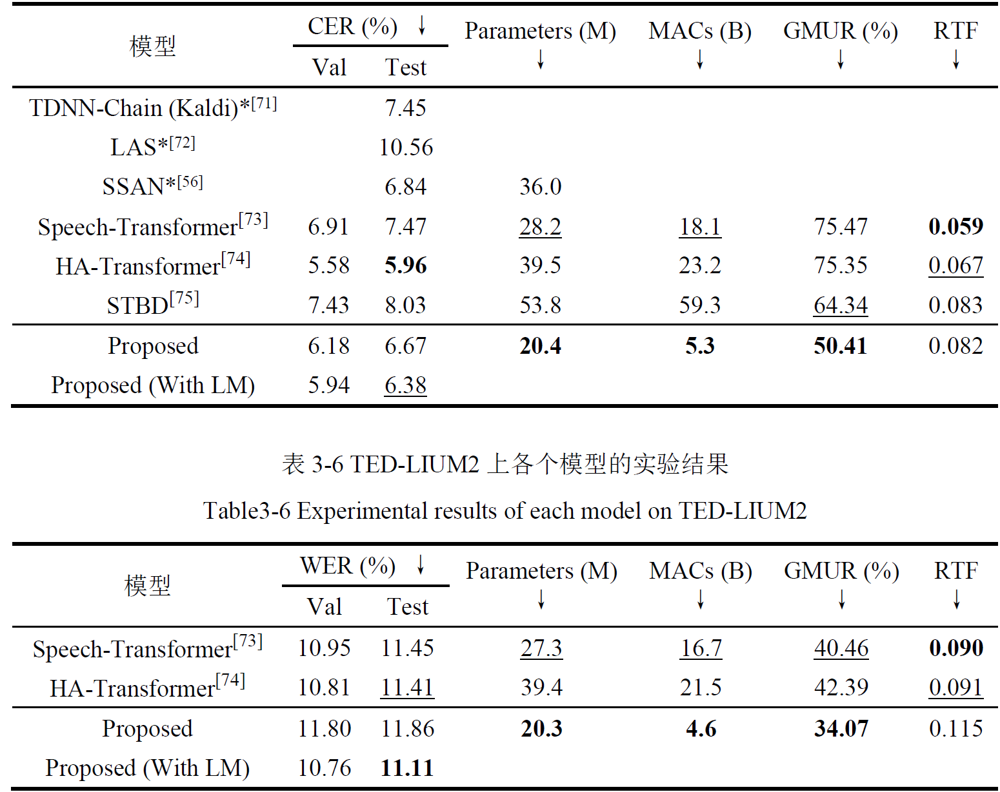 模型 CER (%) ↓ Parameters (M) ↓ MACs (B) ↓ GMUR (%) ↓ RTF ↓
Val Test
TDNN-Chain (Kaldi)*[71] 7.45
LAS*[72] 10.56
SSAN*[56] 6.84 36.0
Speech-Transformer[73] 6.91 7.47 28.2 18.1 75.47 0.059
HA-Transformer[74] 5.58 5.96 39.5 23.2 75.35 0.067
STBD[75] 7.43 8.03 53.8 59.3 64.34 0.083
Proposed 6.18 6.67 20.4 5.3 50.41 0.082
Proposed (With LM) 5.94 6.38
表 3-6 TED-LIUM2 上各个模型的实验结果
Table3-6 Experimental results of each model on TED-LIUM2
模型 WER (%) ↓ Parameters (M) ↓ MACs (B) ↓ GMUR (%) ↓ RTF ↓
Val Test
Speech-Transformer[73] 10.95 11.45 27.3 16.7 40.46 0.090
HA-Transformer[74] 10.81 11.41 39.4 21.5 42.39 0.091
Proposed 11.80 11.86 20.3 4.6 34.07 0.115
Proposed (With LM) 10.76 11.11